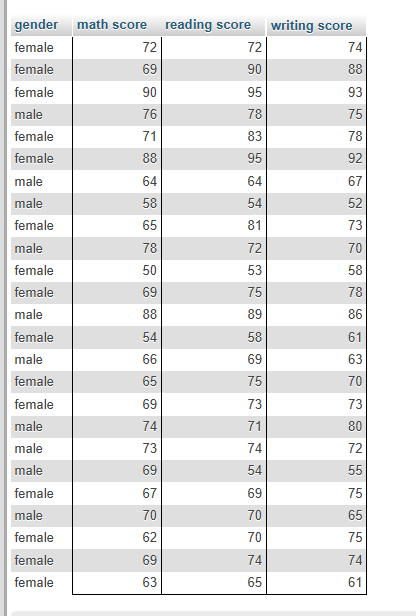 gender math score reading score writing score
female 72 72 74
female 69 90 88
female 90 95 93
male 76 78 75
female 71 83 78
female 88 95 92
male 64 64 67
male 58 54 52
female 65 81 73
male 78 72 70
female 50 53 58
female 69 75 78
male 88 89 86
female 54 58 61
male 66 69 63
female 65 75 70
female 69 73 73
male 74 71 80
male 73 74 72
male 69 54 55
female 67 69 75
male 70 70 65
female 62 70 75
female 69 74 74
female 63 65 61